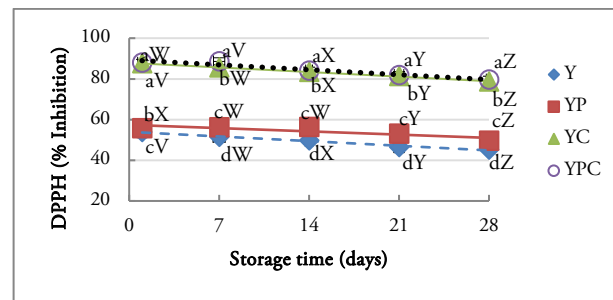 DPPH (% Inhibition)
100
80
60
40
20
aW aV aX aY aZ
aV bW bX bY bZ
bX cW cW cY cZ
cV dW dX dY dZ
0 7 14 21 28
Storage time (days)
Y
YP
YC
YPC